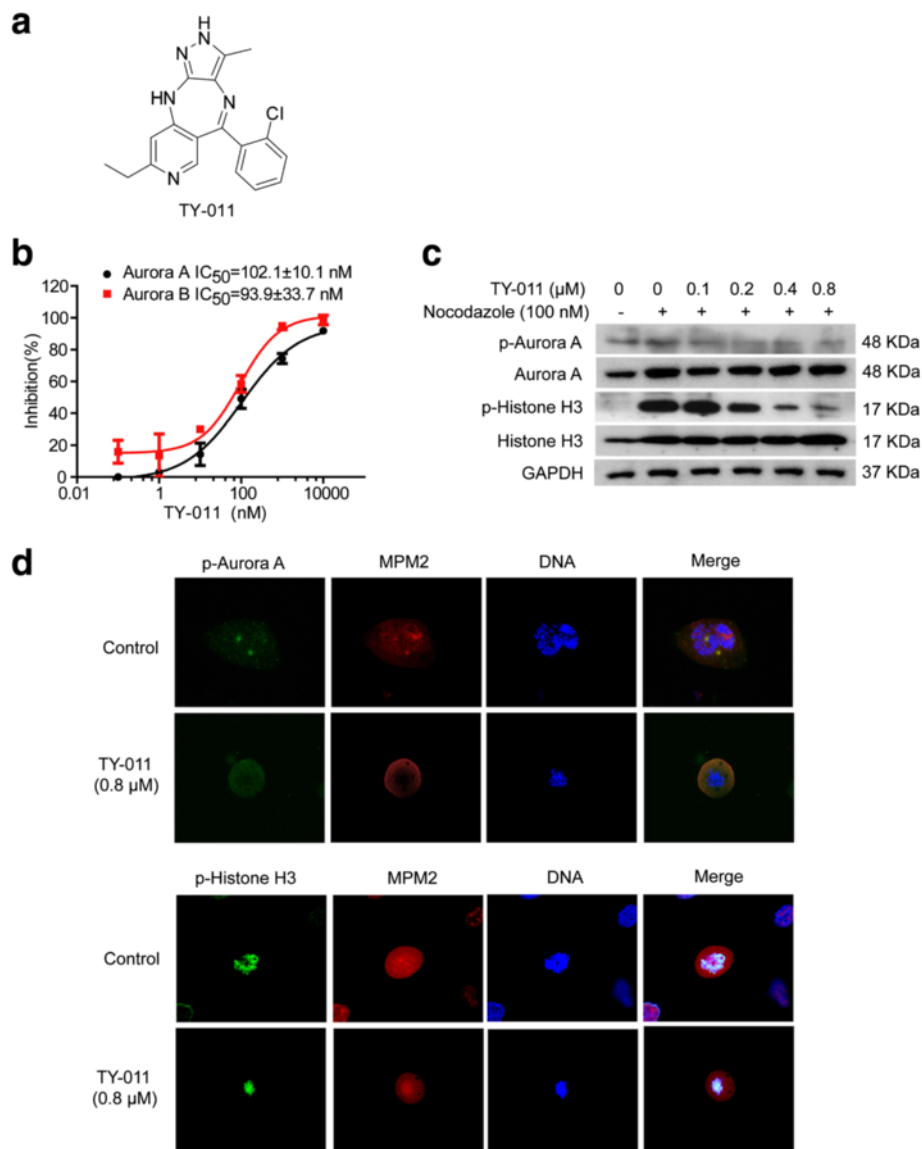 a
H
N
N
HN
N
Cl
N
TY-011
b
Aurora A IC50=102.1±10.1 nM
Aurora B IC50=93.9±33.7 nM
120
100
80
60
40
20
0
Inhibition(%)
0.01 1 100 10000
TY-011 (nM)
c
TY-011 (µM) 0 0 0.1 0.2 0.4 0.8
Nocodazole (100 nM) - + + + + +
p-Aurora A 48 KDa
Aurora A 48 KDa
p-Histone H3 17 KDa
Histone H3 17 KDa
GAPDH 37 KDa
d
p-Aurora A MPM2 DNA Merge
Control
TY-011
(0.8 µM)
p-Histone H3 MPM2 DNA Merge
Control
TY-011
(0.8 µM)